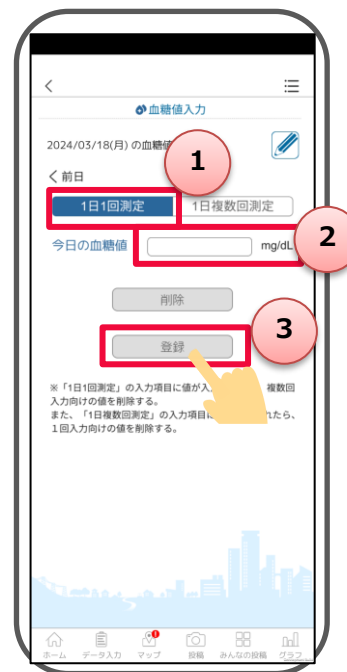 血糖値入力
2024/03/18(月) の血糖値
1
前日
1日1回測定
1日複数回測定
今日の血糖値
mg/dL
2
削除
3
登録
※「1日1回測定」の入力項目に値が入 複数回
入力向けの値を削除する。
また、「1日複数回測定」の入力項目に れたら、
1回入力向けの値を削除する。
ホーム
データ入力
マップ
投稿
みんなの投稿
グラフ